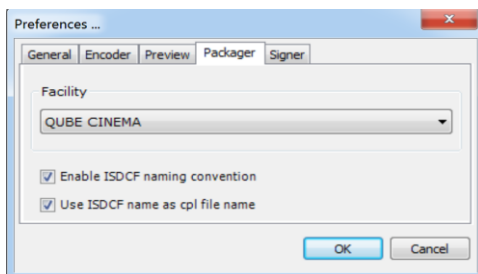 Preferences ...
x
General Encoder Preview Packager Signer
Facility
QUBE CINEMA
Enable ISDCF naming convention
Use ISDCF name as cpl file name
OK Cancel